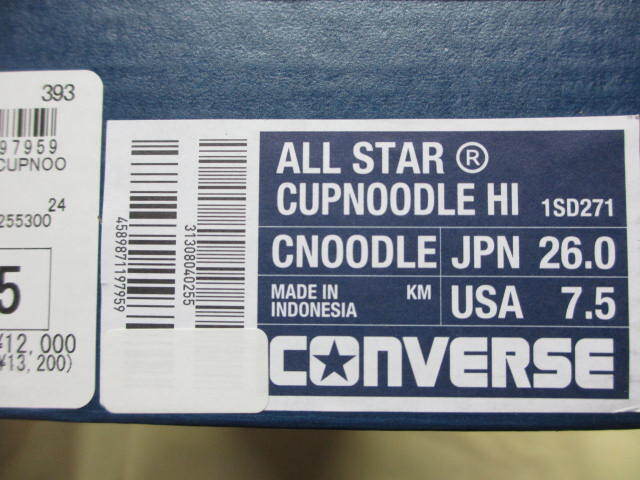 393
97959
CUPNOO
24
255300
5
¥12,000
¥13,200)
4589871197959
31308040255
ALL STAR ®
CUPNOODLE HI 1SD271
CNOODLE JPN 26.0
MADE IN INDONESIA KM USA 7.5
CONVERSE